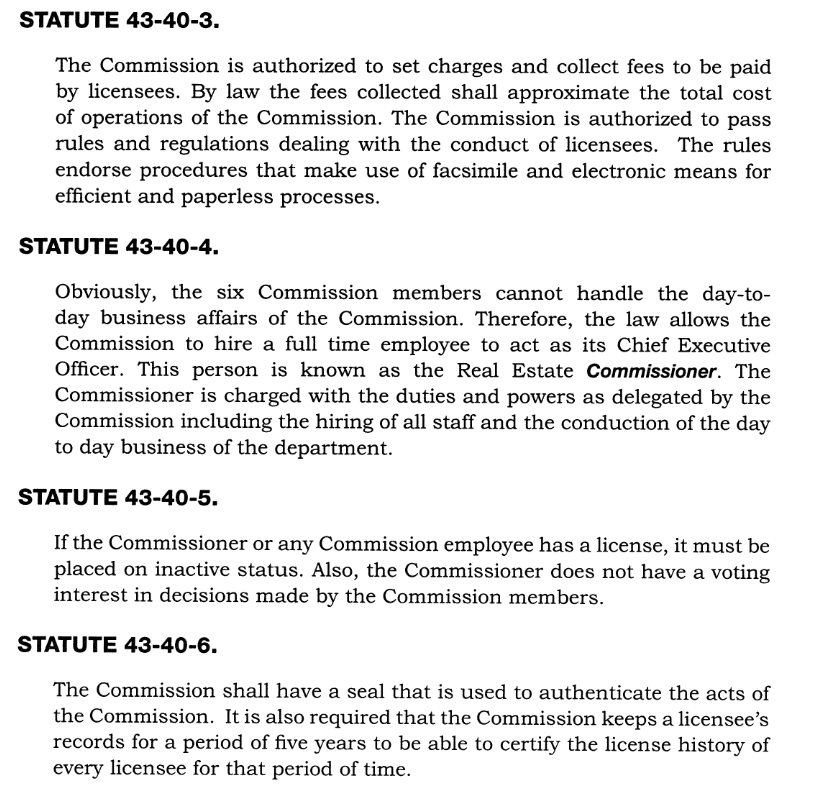 STATUTE 43-40-3.
The Commission is authorized to set charges and collect fees to be paid
by licensees. By law the fees collected shall approximate the total cost
of operations of the Commission. The Commission is authorized to pass
rules and regulations dealing with the conduct of licensees. The rules
endorse procedures that make use of facsimile and electronic means for
efficient and paperless processes.
STATUTE 43-40-4.
Obviously, the six Commission members cannot handle the day-to-
day business affairs of the Commission. Therefore, the law allows the
Commission to hire a full time employee to act as its Chief Executive
Officer. This person is known as the Real Estate Commissioner. The
Commissioner is charged with the duties and powers as delegated by the
Commission including the hiring of all staff and the conduction of the day
to day business of the department.
STATUTE 43-40-5.
If the Commissioner or any Commission employee has a license, it must be
placed on inactive status. Also, the Commissioner does not have a voting
interest in decisions made by the Commission members.
STATUTE 43-40-6.
The Commission shall have a seal that is used to authenticate the acts of
the Commission. It is also required that the Commission keeps a licensee's
records for a period of five years to be able to certify the license history of
every licensee for that period of time.